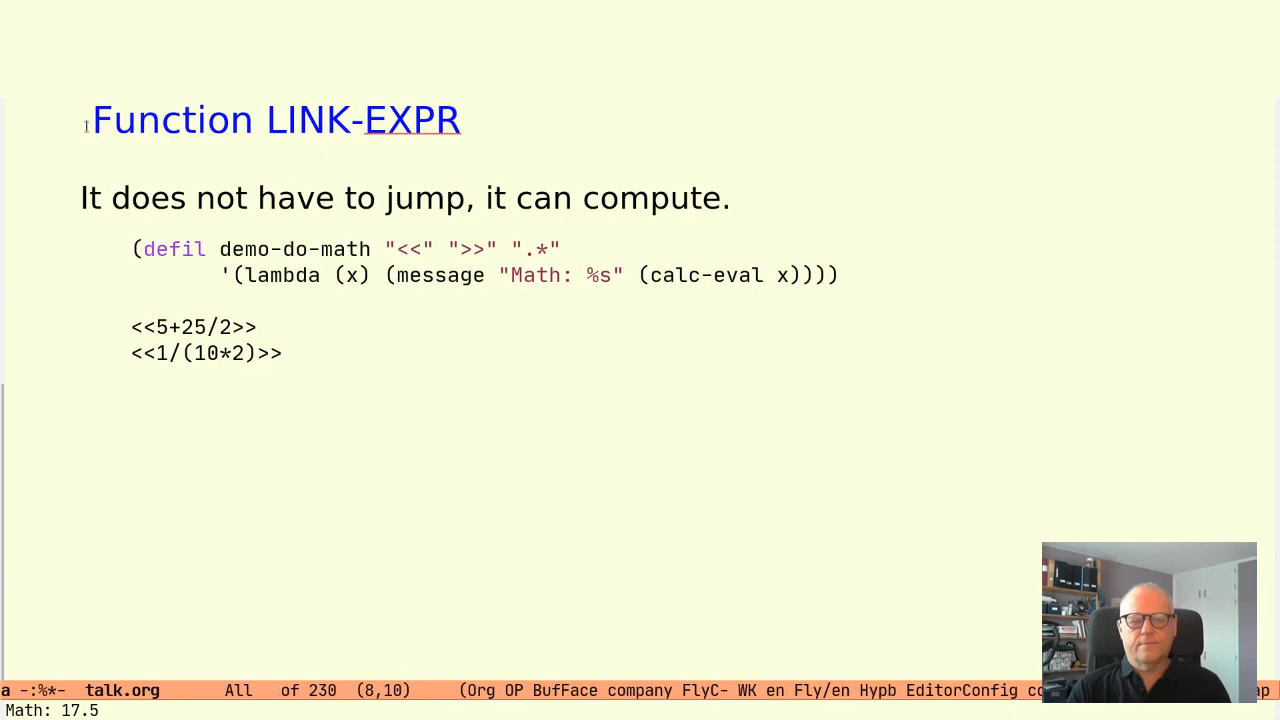 Function LINK-EXPR
It does not have to jump, it can compute.
(defil demo-do-math "<<" ">>" ".*"
'(lambda (x) (message "Math: %s" (calc-eval x))))
<<5+25/2>>
<<1/(10*2)>>
a -:%*- talk.org All of 230 (8,10) (Org OP BufFace company FlyC- WK en Fly/en Hypb EditorConfig co ap
Math: 17.5